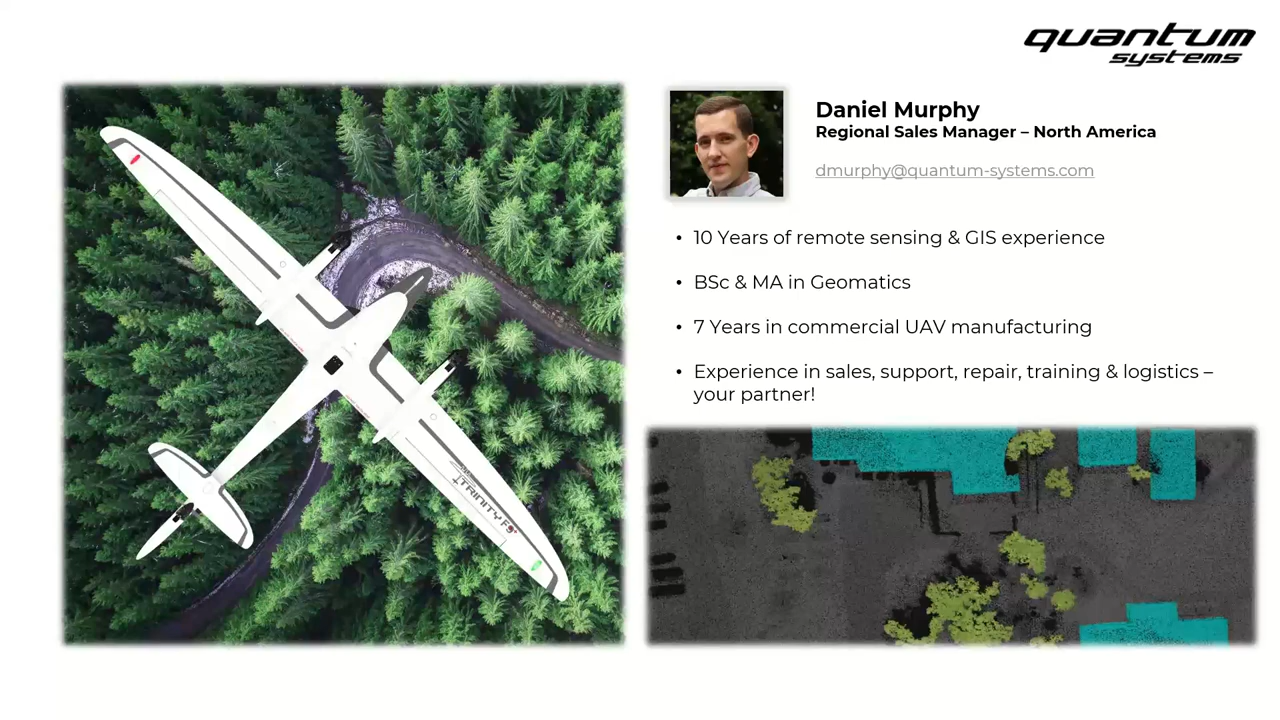 quantum
systems
Daniel Murphy
Regional Sales Manager – North America
dmurphy@quantum-systems.com
• 10 Years of remote sensing & GIS experience
• BSc & MA in Geomatics
• 7 Years in commercial UAV manufacturing
• Experience in sales, support, repair, training & logistics –
your partner!
TRINITY F9+